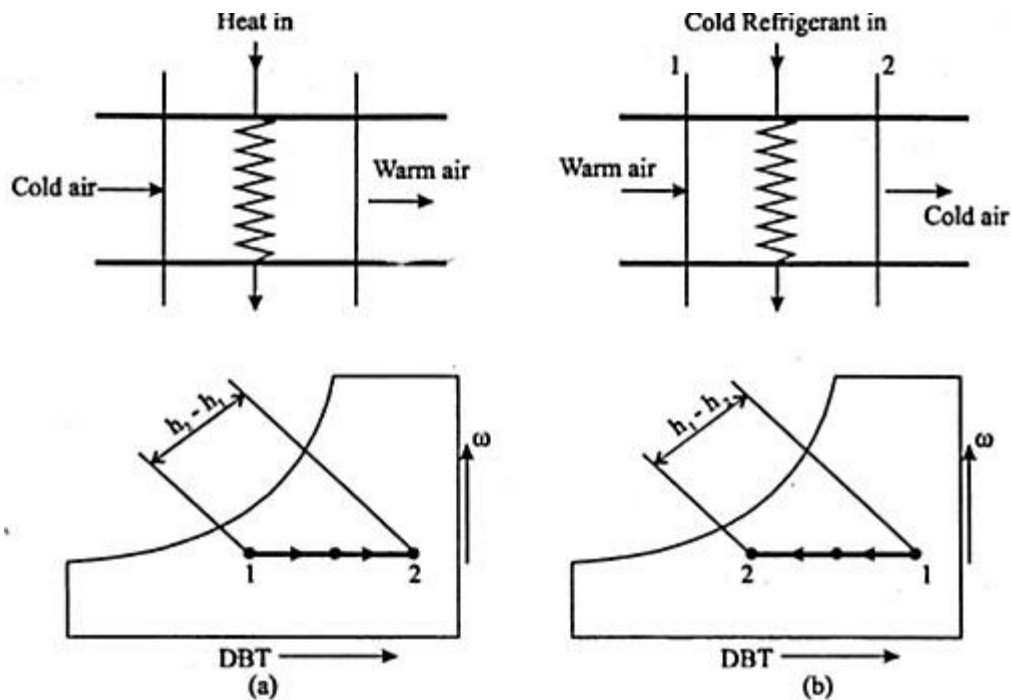 Heat in
Cold air
Warm air
h₂ - h₁
ω
1
2
DBT
(a)
Cold Refrigerant in
1
2
Warm air
Cold air
h₁ - h₂
ω
2
1
DBT
(b)